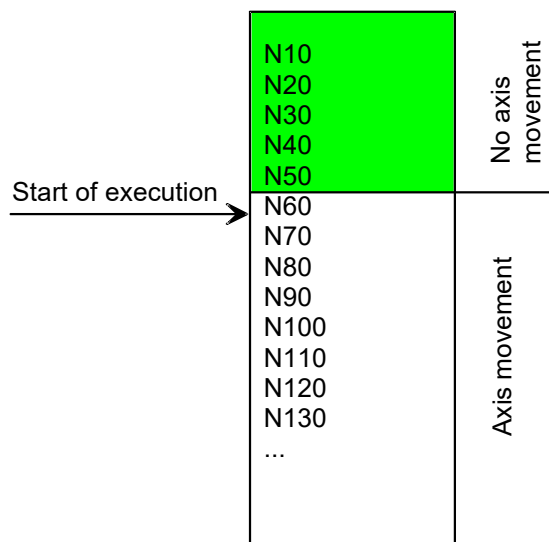 N10
N20
N30
N40
N50
No axis
movement
Start of execution
N60
N70
N80
N90
N100
N110
N120
N130
...
Axis movement